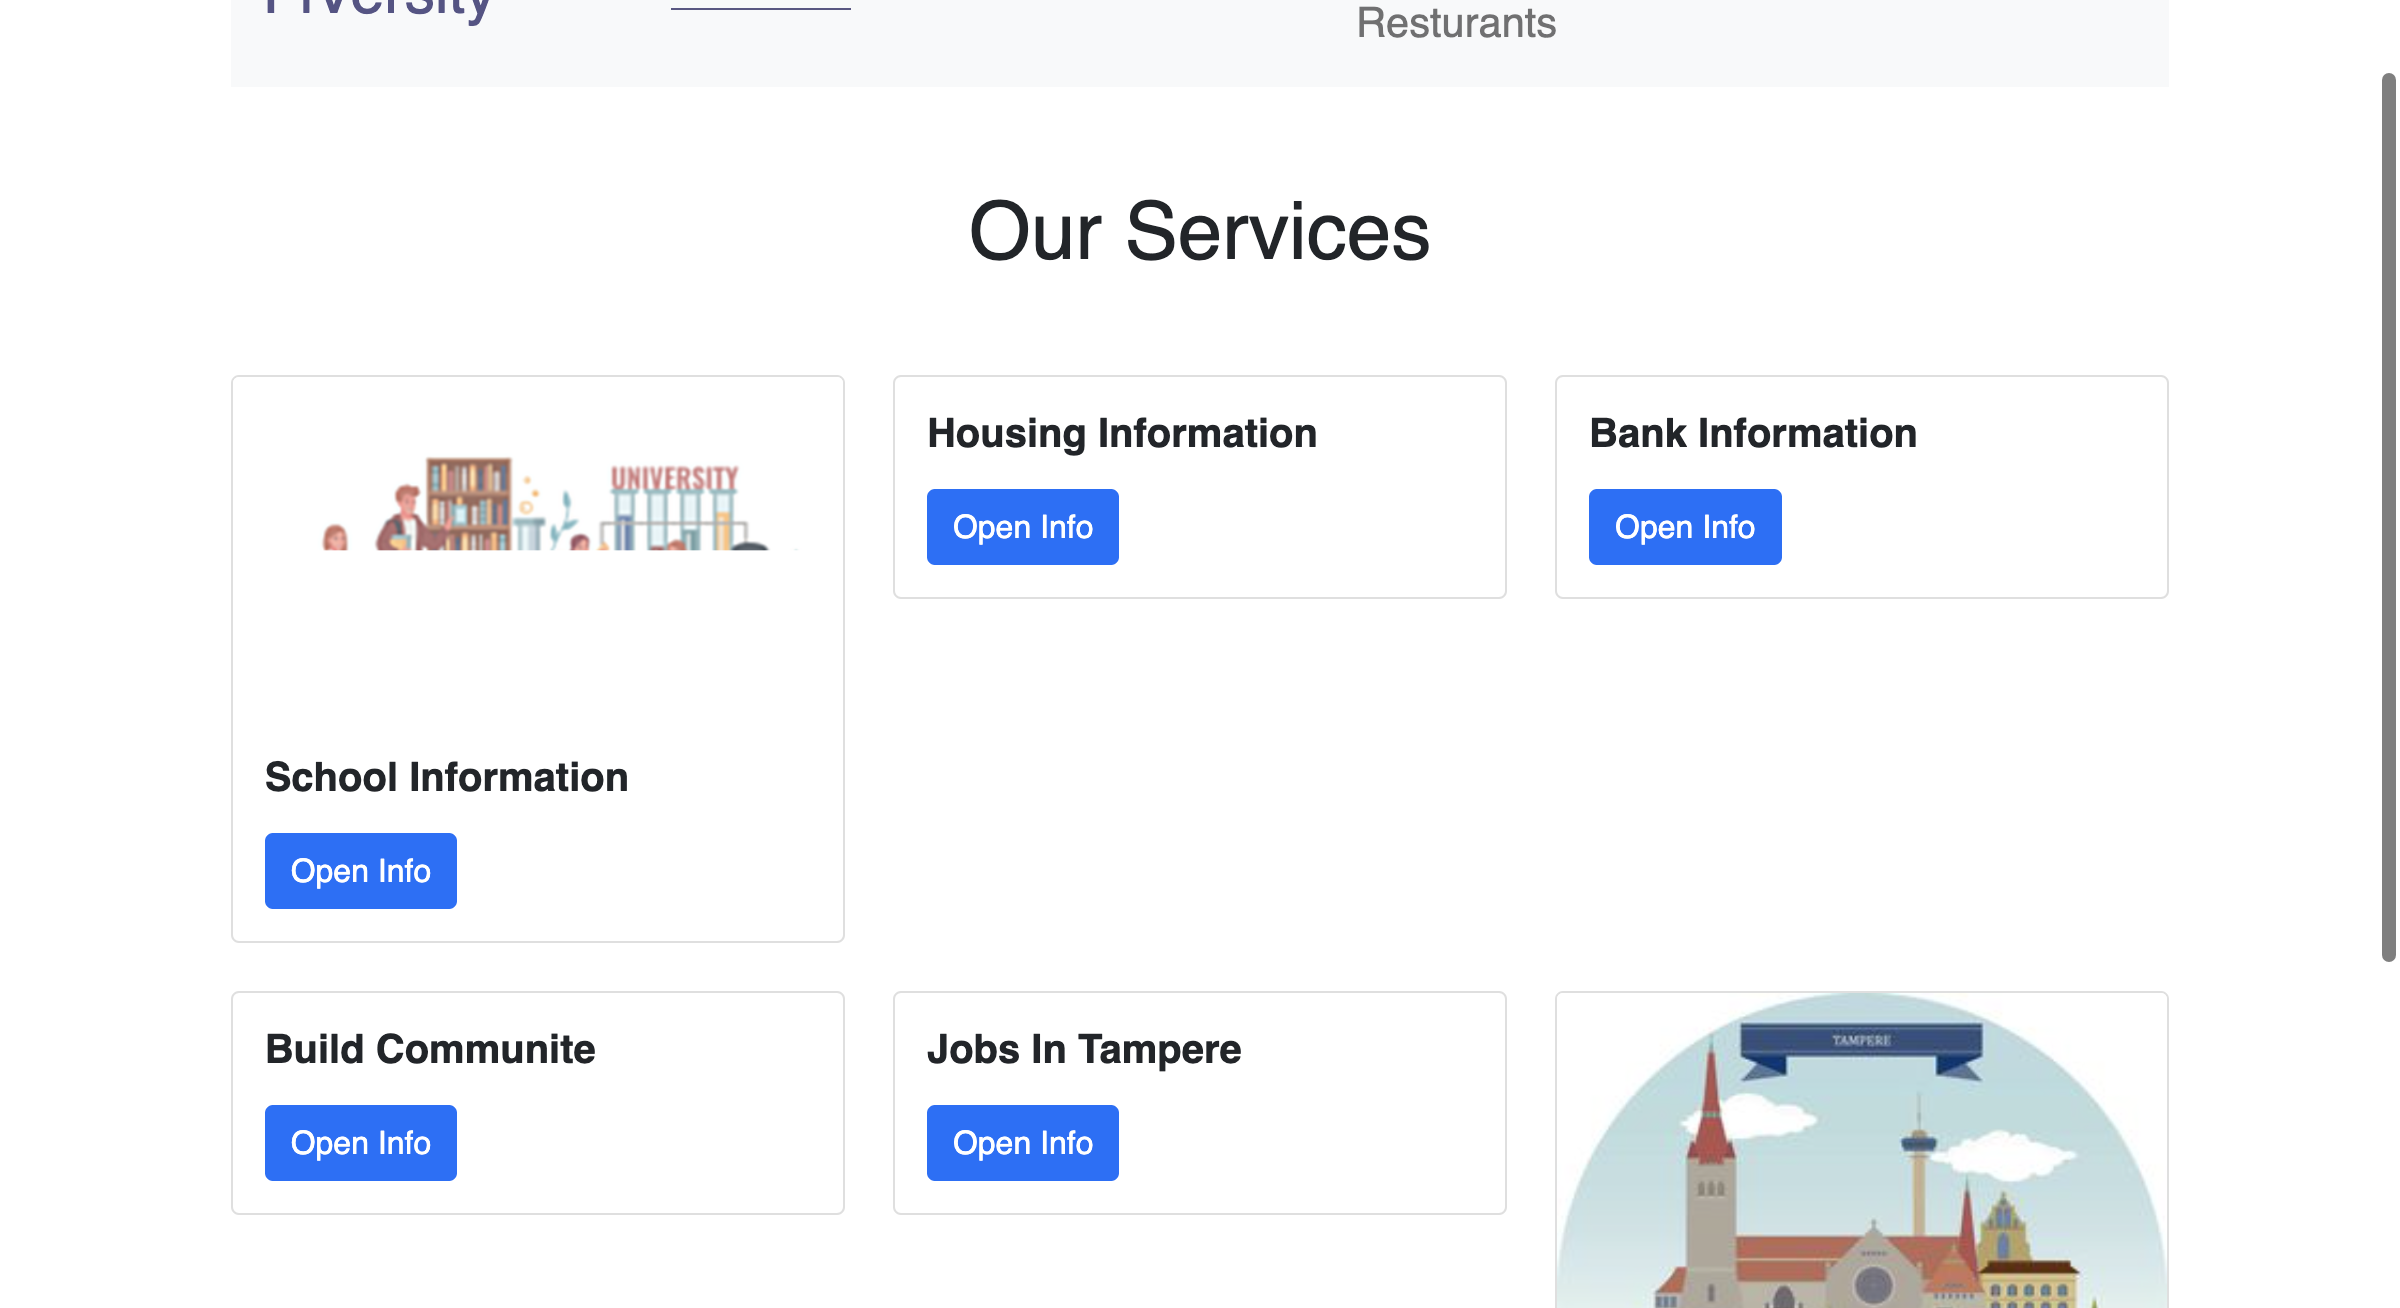 Resturants
Our Services
UNIVERSITY
School Information
Open Info
Housing Information
Open Info
Bank Information
Open Info
Build Communite
Open Info
Jobs In Tampere
Open Info
TAMPERE